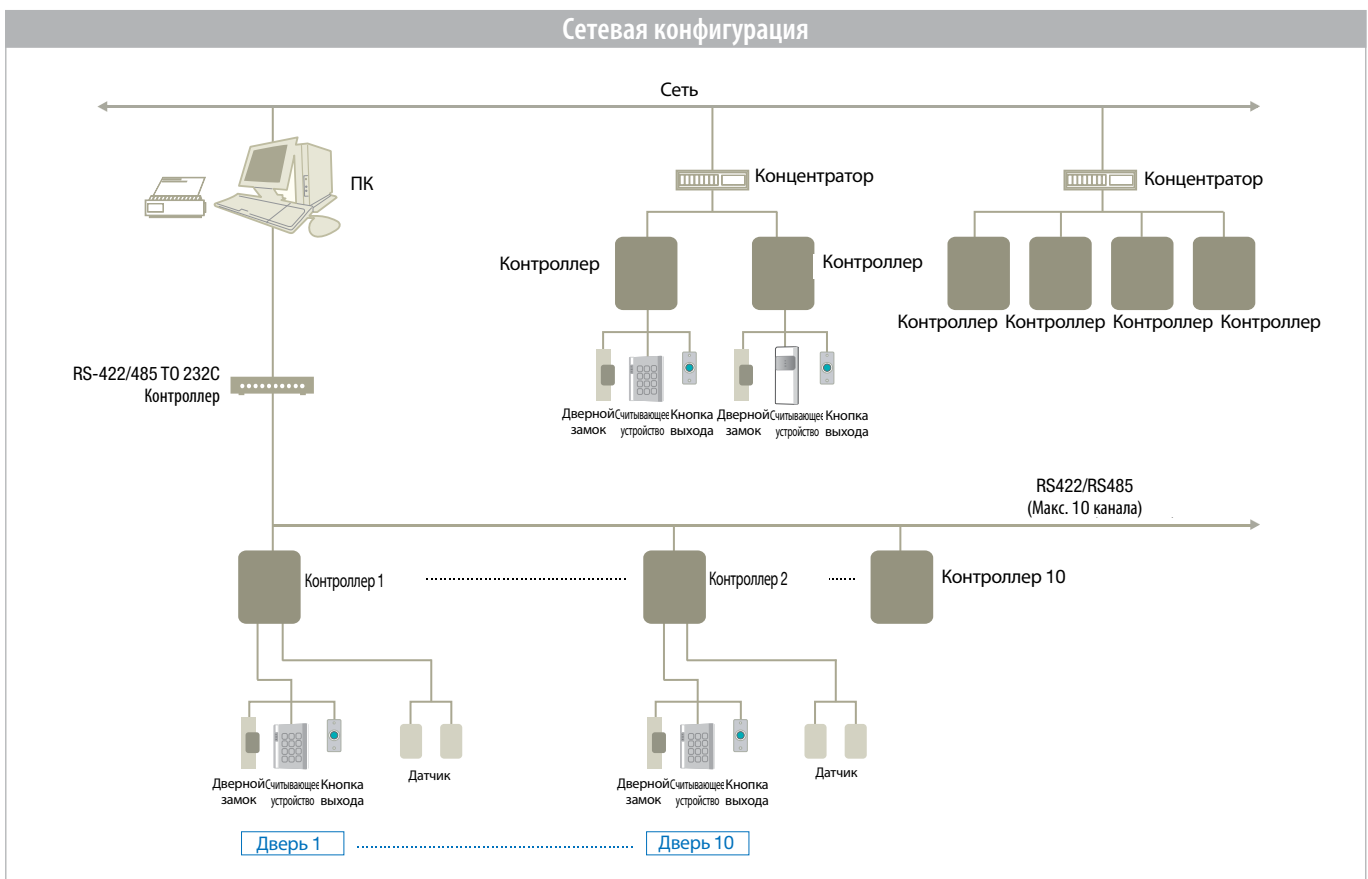 Сетевая конфигурация
Сеть
ПК
Концентратор
Концентратор
Контроллер
Контроллер
Контроллер Контроллер Контроллер Контроллер
RS-422/485 TO 232C
Контроллер
Дверной Считывающее Кнопка Дверной Считывающее Кнопка
замок устройство выхода замок устройство выхода
RS422/RS485
(Макс. 10 канала)
Контроллер 1
Контроллер 2
Контроллер 10
Дверной Считывающее Кнопка
замок устройство выхода
Датчик
Дверной Считывающее Кнопка
замок устройство выхода
Датчик
Дверь 1
Дверь 10